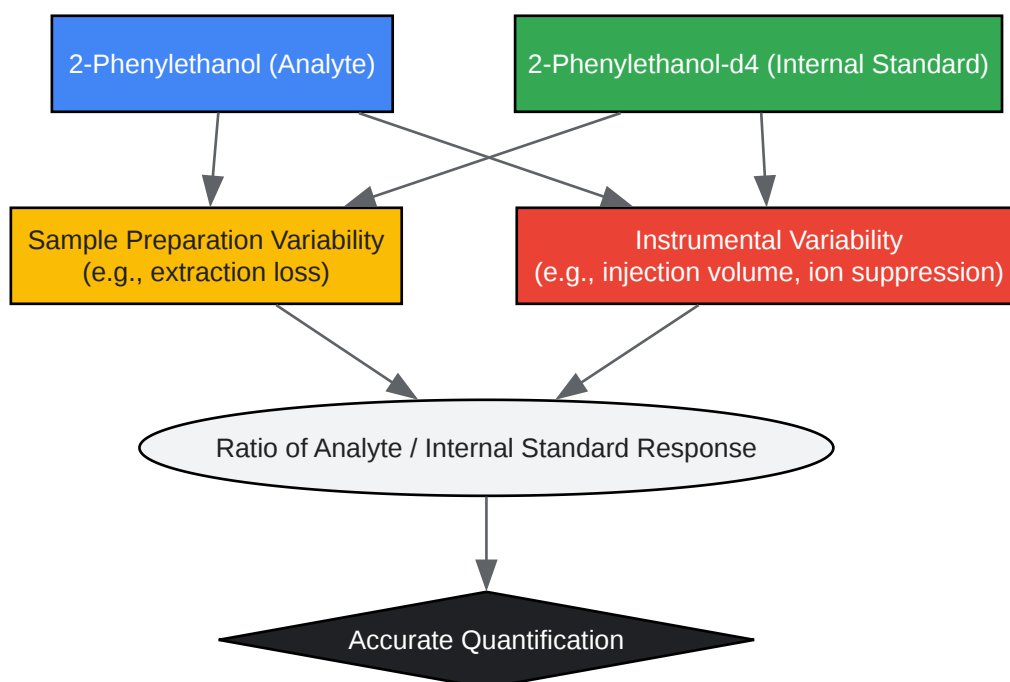 2-Phenylethanol (Analyte)
2-Phenylethanol-d4 (Internal Standard)
Sample Preparation Variability
(e.g., extraction loss)
Instrumental Variability
(e.g., injection volume, ion suppression)
Ratio of Analyte / Internal Standard Response
Accurate Quantification